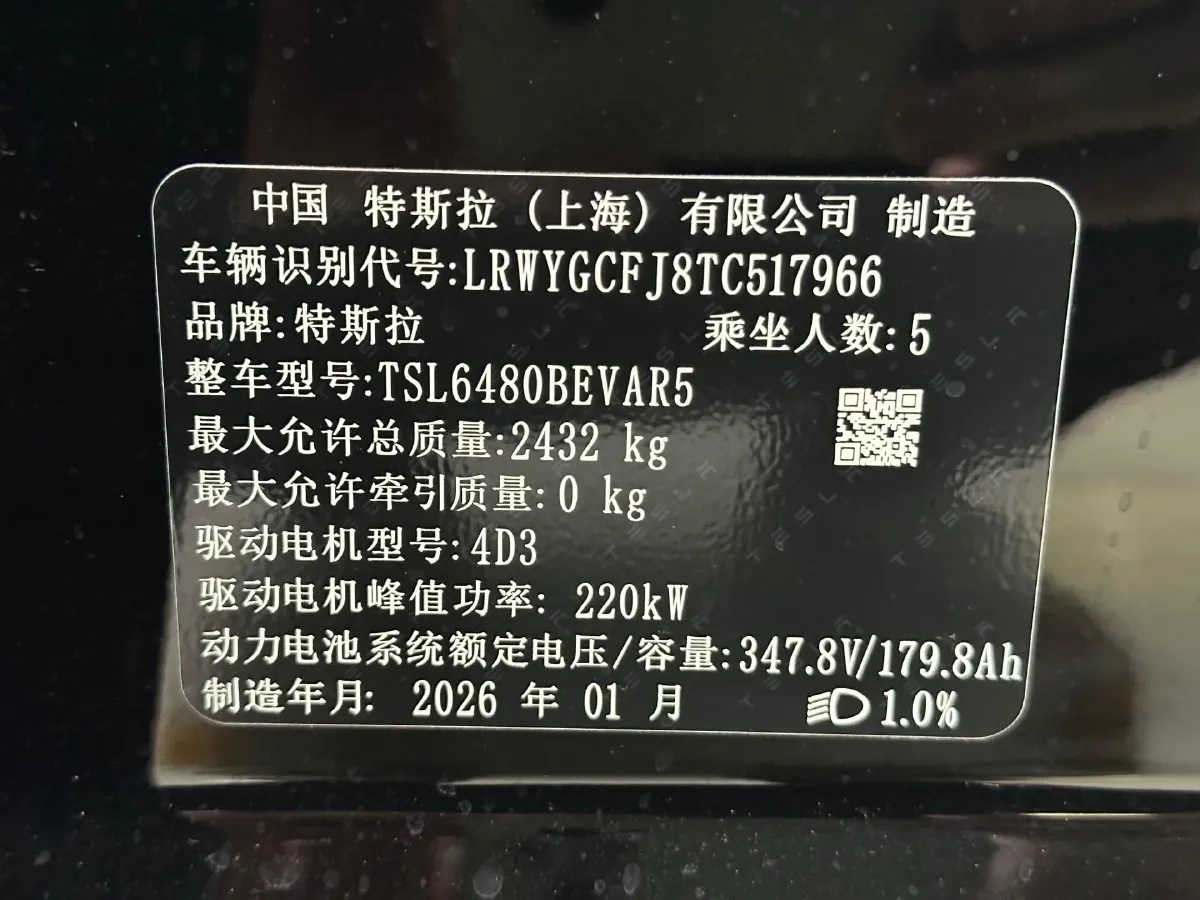 中国 特斯拉（上海）有限公司 制造
车辆识别代号:LRWYGCFJ8TC517966
品牌:特斯拉 乘坐人数:5
整车型号:TSL6480BEVAR5
最大允许总质量:2432 kg
最大允许牵引质量:0 kg
驱动电机型号:4D3
驱动电机峰值功率: 220kW
动力电池系统额定电压/容量:347.8V/179.8Ah
制造年月: 2026 年 01 月 1.0%